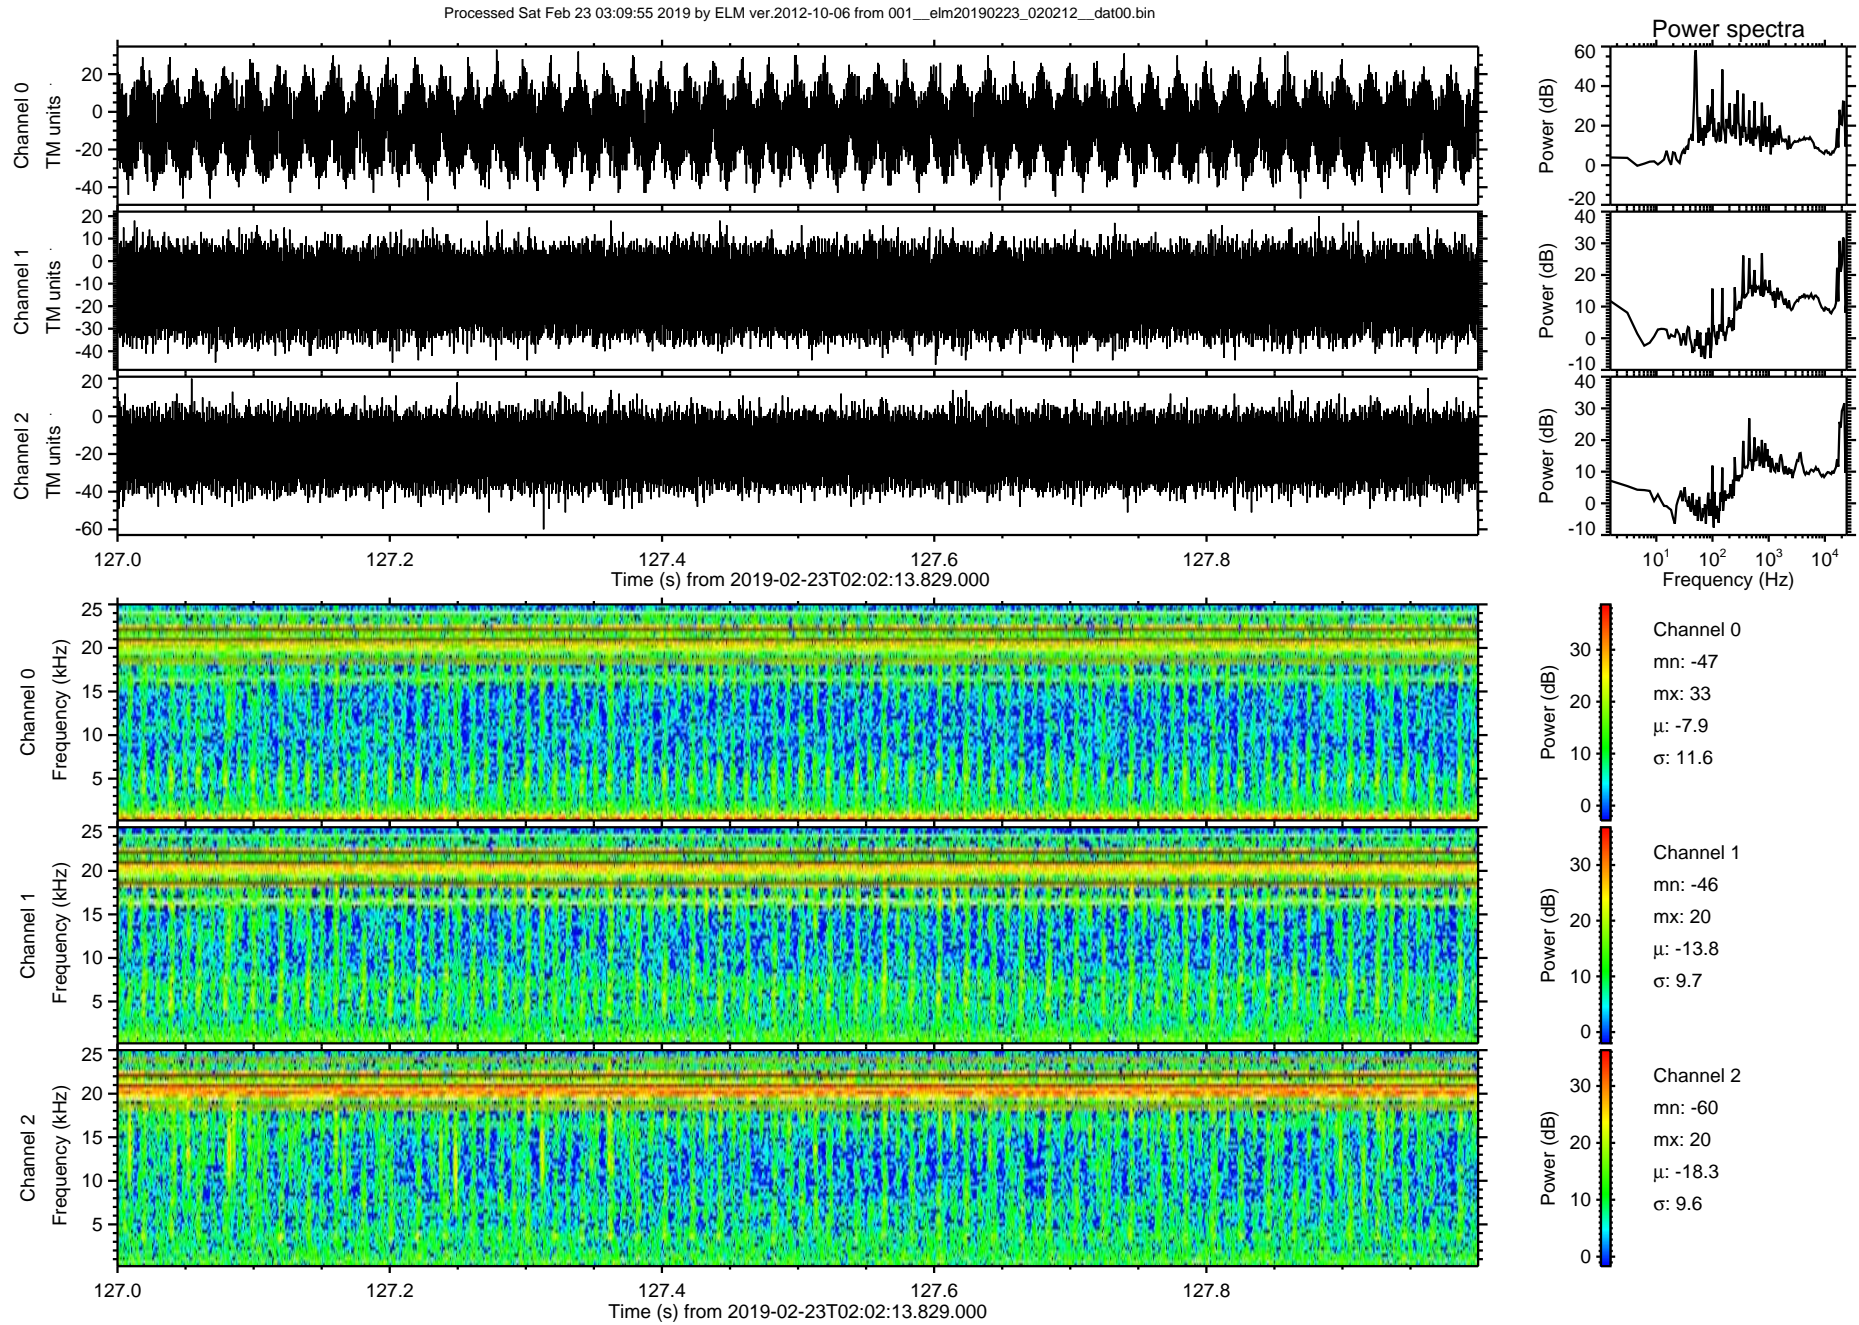 Processed Sat Feb 23 03:09:55 2019 by ELM ver.2012-10-06 from 001__elm20190223_020212__dat00.bin
Power spectra
Channel 0
TM units
20
0
-20
-40
Power (dB)
60
40
20
0
-20
Channel 1
TM units
20
10
0
-10
-20
-30
-40
Power (dB)
40
30
20
10
0
-10
Channel 2
TM units
20
0
-20
-40
-60
Power (dB)
40
30
20
10
0
-10
127.0 127.2 127.4 127.6 127.8
Time (s) from 2019-02-23T02:02:13.829.000
10¹ 10² 10³ 10⁴
Frequency (Hz)
Channel 0
Frequency (kHz)
25
20
15
10
5
Power (dB)
30
20
10
0
Channel 0
mn: -47
mx: 33
µ: -7.9
σ: 11.6
Channel 1
Frequency (kHz)
25
20
15
10
5
Power (dB)
30
20
10
0
Channel 1
mn: -46
mx: 20
µ: -13.8
σ: 9.7
Channel 2
Frequency (kHz)
25
20
15
10
5
Power (dB)
30
20
10
0
Channel 2
mn: -60
mx: 20
µ: -18.3
σ: 9.6
127.0 127.2 127.4 127.6 127.8
Time (s) from 2019-02-23T02:02:13.829.000